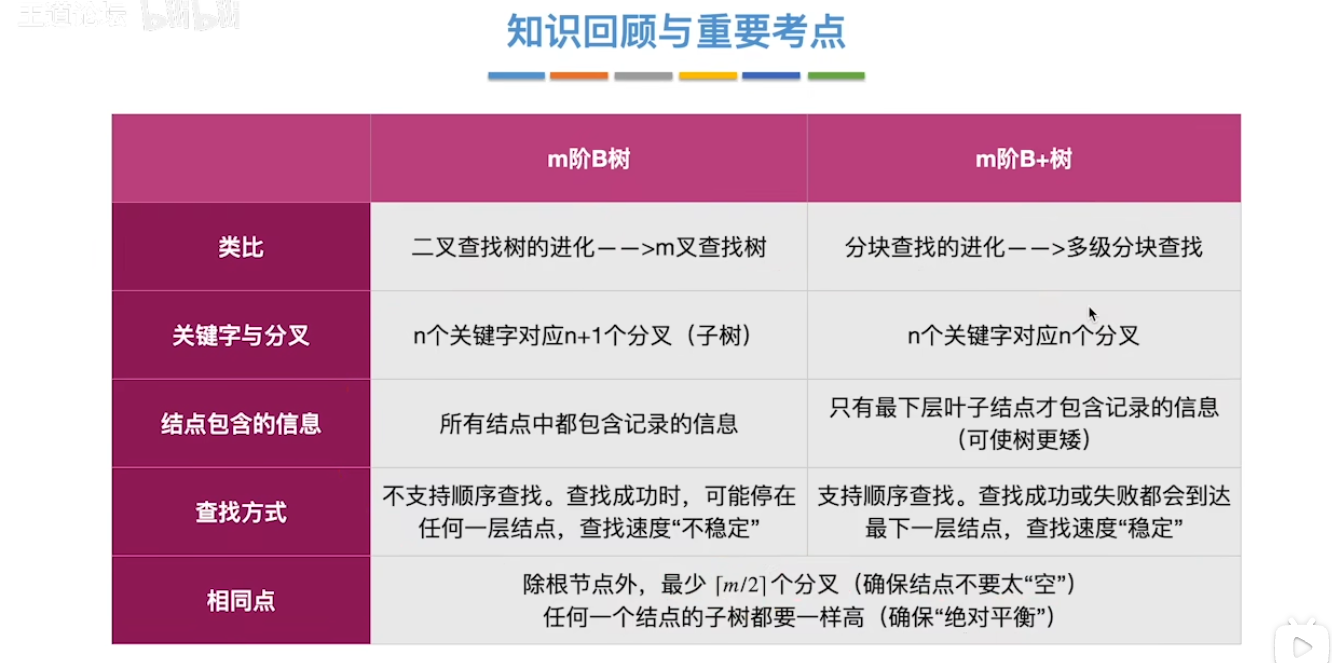 王道论坛 bilibili
知识回顾与重要考点
m阶B树
m阶B+树
类比
二叉查找树的进化——>m叉查找树
分块查找的进化——>多级分块查找
关键字与分叉
n个关键字对应n+1个分叉（子树）
n个关键字对应n个分叉
结点包含的信息
所有结点中都包含记录的信息
只有最下层叶子结点才包含记录的信息
（可使树更矮）
查找方式
不支持顺序查找。查找成功时，可能停在
任何一层结点，查找速度“不稳定”
支持顺序查找。查找成功或失败都会到达
最下一层结点，查找速度“稳定”
相同点
除根节点外，最少 ⌈m/2⌉ 个分叉（确保结点不要太“空”）
任何一个结点的子树都要一样高（确保“绝对平衡”）